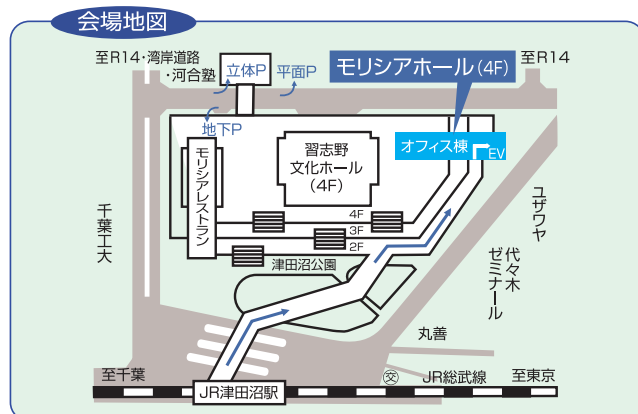 会場地図
至R14・湾岸道路
・河合塾
立体P
平面P
モリシアホール(4F)
至R14
地下P
オフィス棟
EV
習志野
文化ホール
(4F)
モリシアレストラン
千葉工大
ユザワヤ
代々木
ゼミナール
4F
3F
2F
津田沼公園
丸善
至千葉
交
JR総武線
至東京
JR津田沼駅